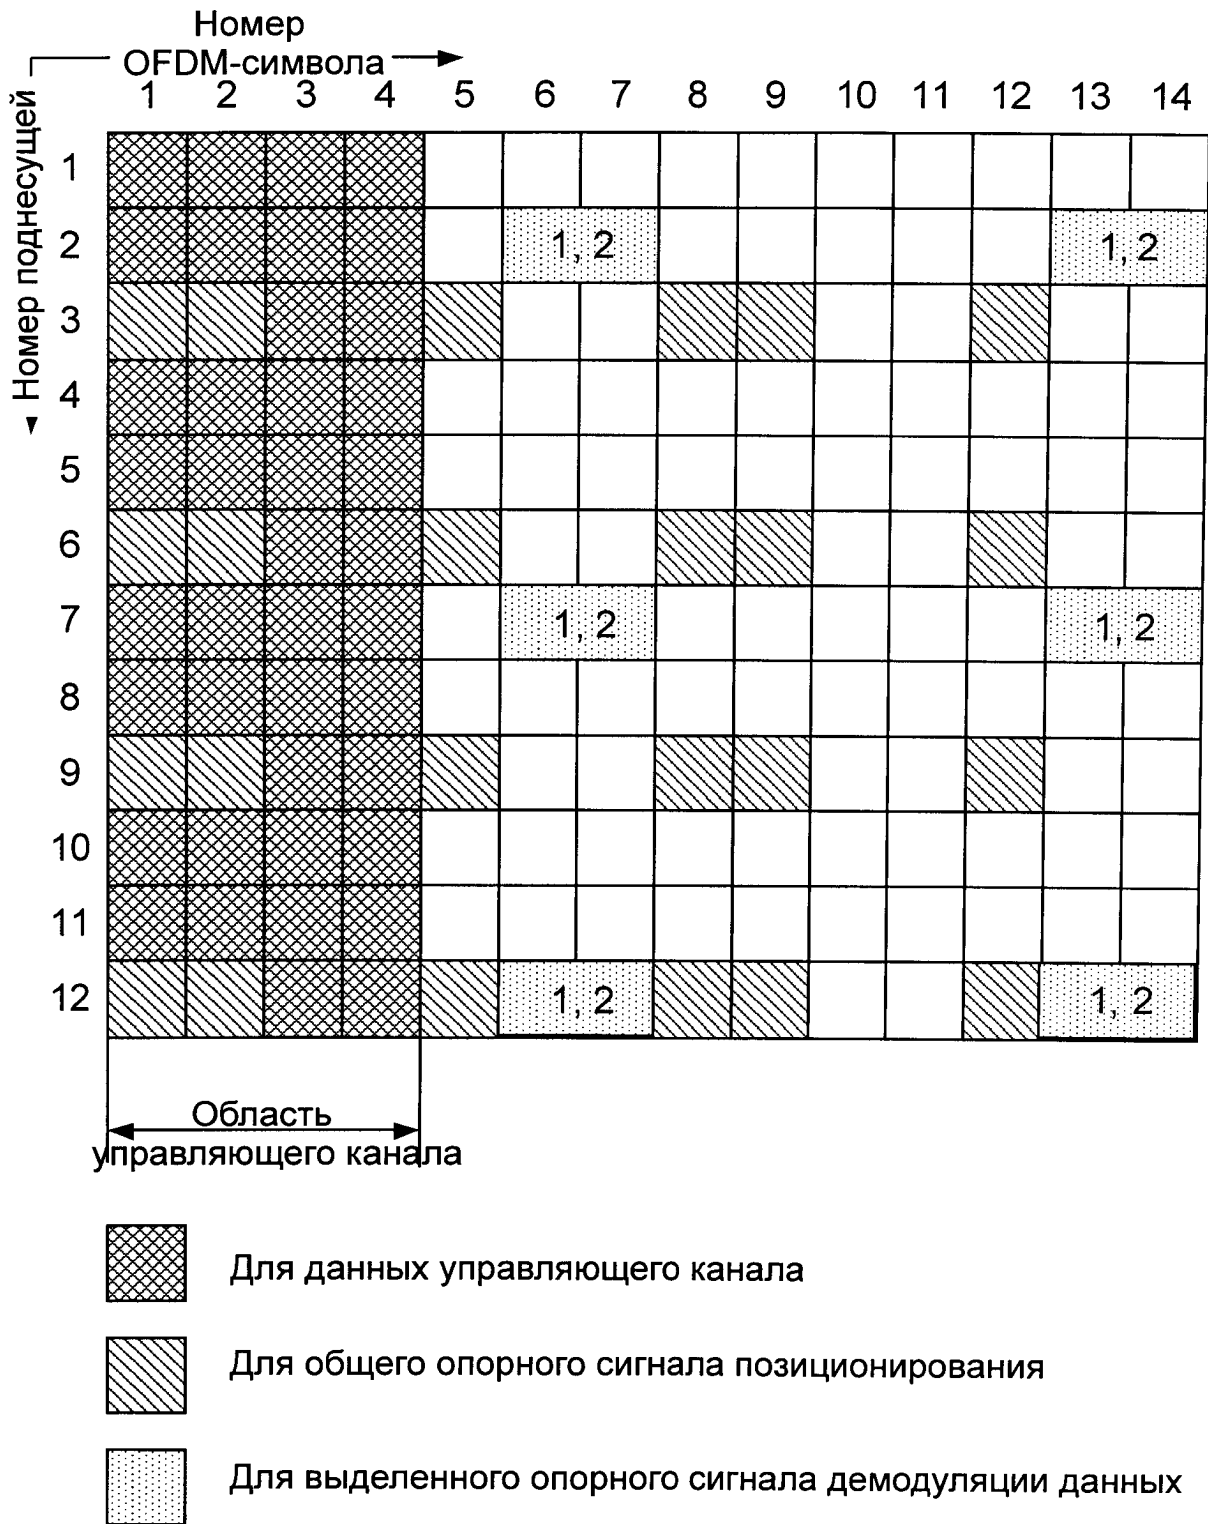 Номер
OFDM-символа
Номер поднесущей
1 2 3 4 5 6 7 8 9 10 11 12 13 14
1
2 1, 2 1, 2
3
4
5
6
7 1, 2 1, 2
8
9
10
11
12 1, 2 1, 2
Область
управляющего канала
Для данных управляющего канала
Для общего опорного сигнала позиционирования
Для выделенного опорного сигнала демодуляции данных